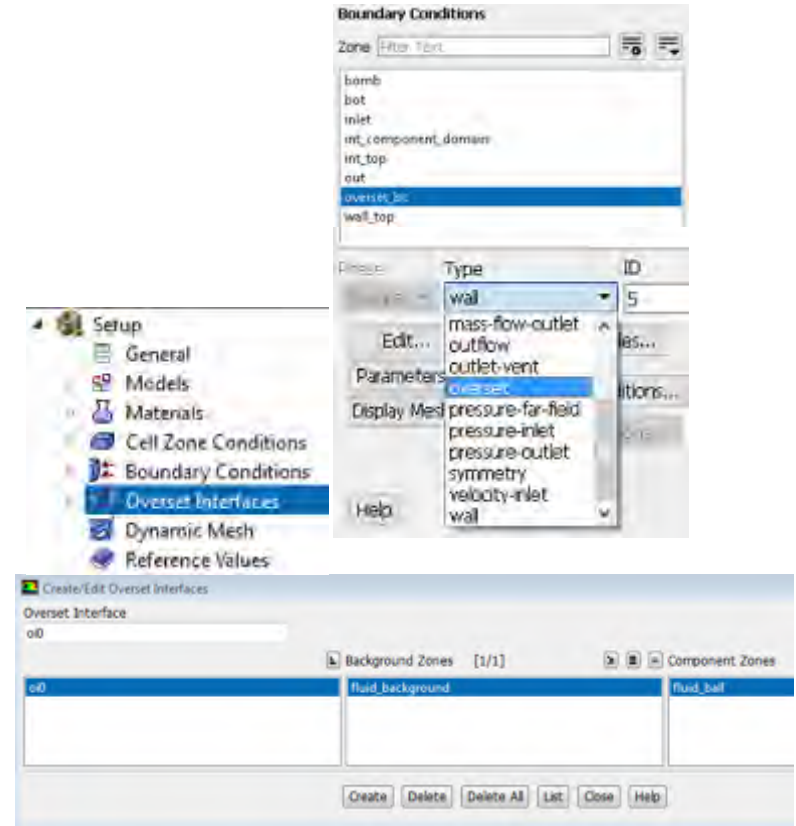 Boundary Conditions
Zone Filter Text
bomb
bot
inlet
int_component_domain
int_top
out
overset_bc
wall_top
Phase Type ID
wall 5
mass-flow-outlet
outflow
outlet-vent
overset
pressure-far-field
pressure-inlet
pressure-outlet
symmetry
velocity-inlet
wall
Edit...
Parameters
itions...
Display Mesl
Help
Setup
General
Models
Materials
Cell Zone Conditions
Boundary Conditions
Overset Interfaces
Dynamic Mesh
Reference Values
Create/Edit Overset Interfaces
Overset Interface
oi0
Background Zones [1/1] Component Zones
oi0 fluid_background fluid_ball
Create Delete Delete All List Close Help